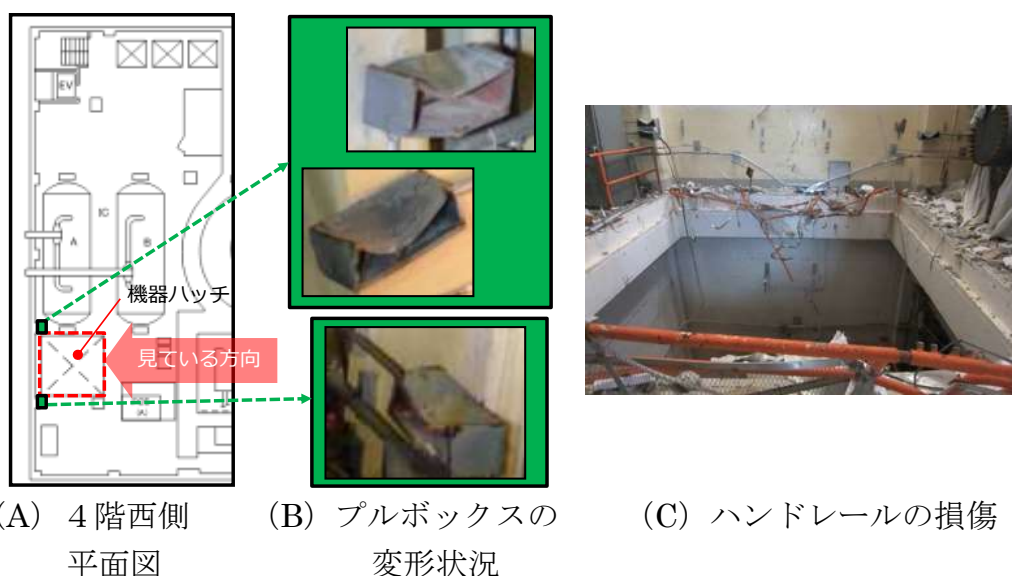 EV
IC
A
B
機器ハッチ
見ている方向
(A) 4階西側
平面図
(B) プルボックスの
変形状況
(C) ハンドレールの損傷